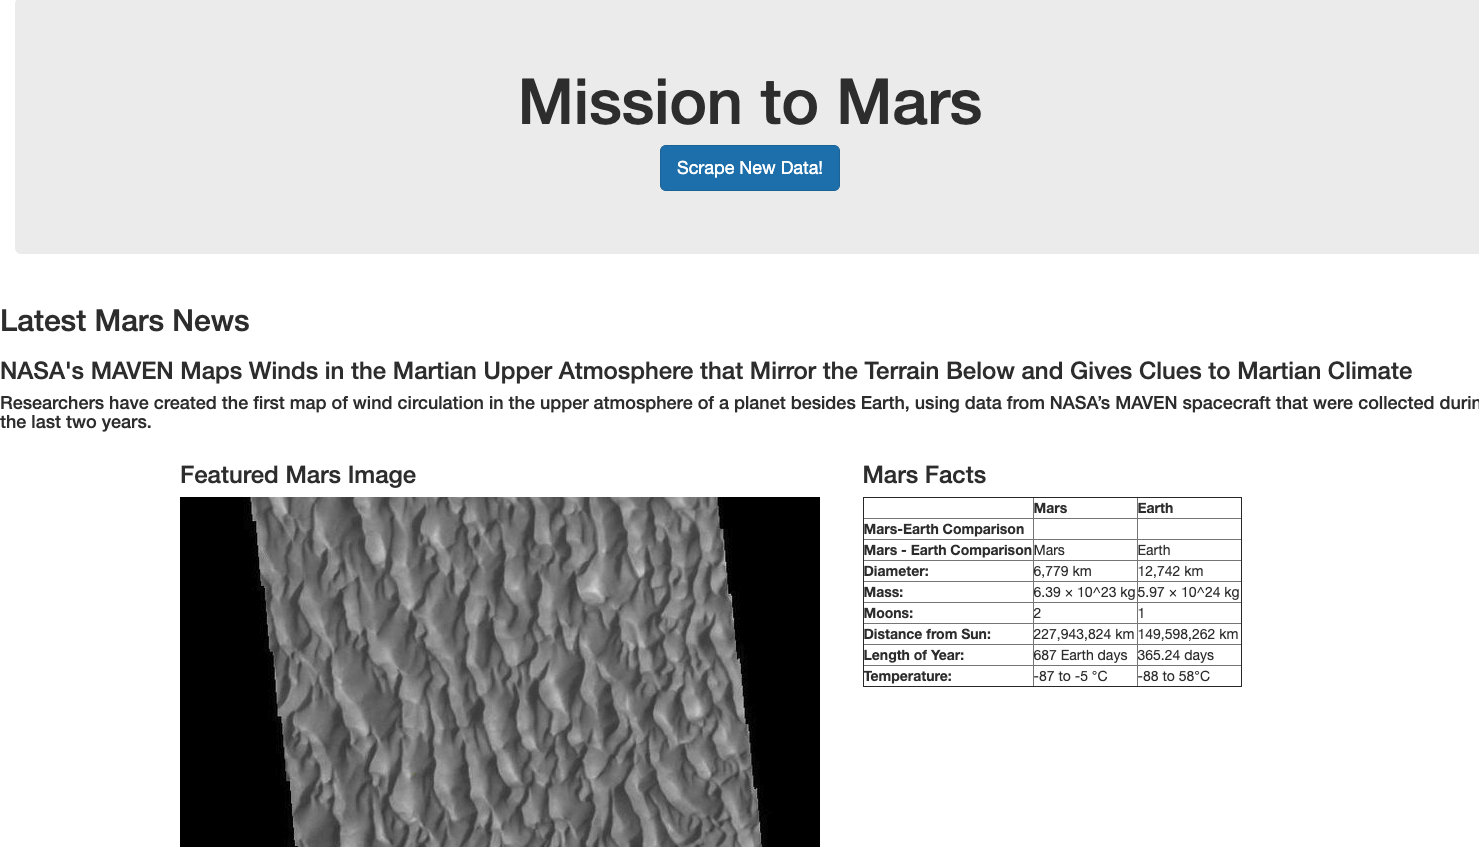 Mission to Mars
Scrape New Data!
Latest Mars News
NASA's MAVEN Maps Winds in the Martian Upper Atmosphere that Mirror the Terrain Below and Gives Clues to Martian Climate
Researchers have created the first map of wind circulation in the upper atmosphere of a planet besides Earth, using data from NASA’s MAVEN spacecraft that were collected durin
the last two years.
Featured Mars Image
Mars Facts
Mars Earth
Mars-Earth Comparison
Mars - Earth Comparison Mars Earth
Diameter: 6,779 km 12,742 km
Mass: 6.39 × 10^23 kg 5.97 × 10^24 kg
Moons: 2 1
Distance from Sun: 227,943,824 km 149,598,262 km
Length of Year: 687 Earth days 365.24 days
Temperature: -87 to -5 °C -88 to 58°C